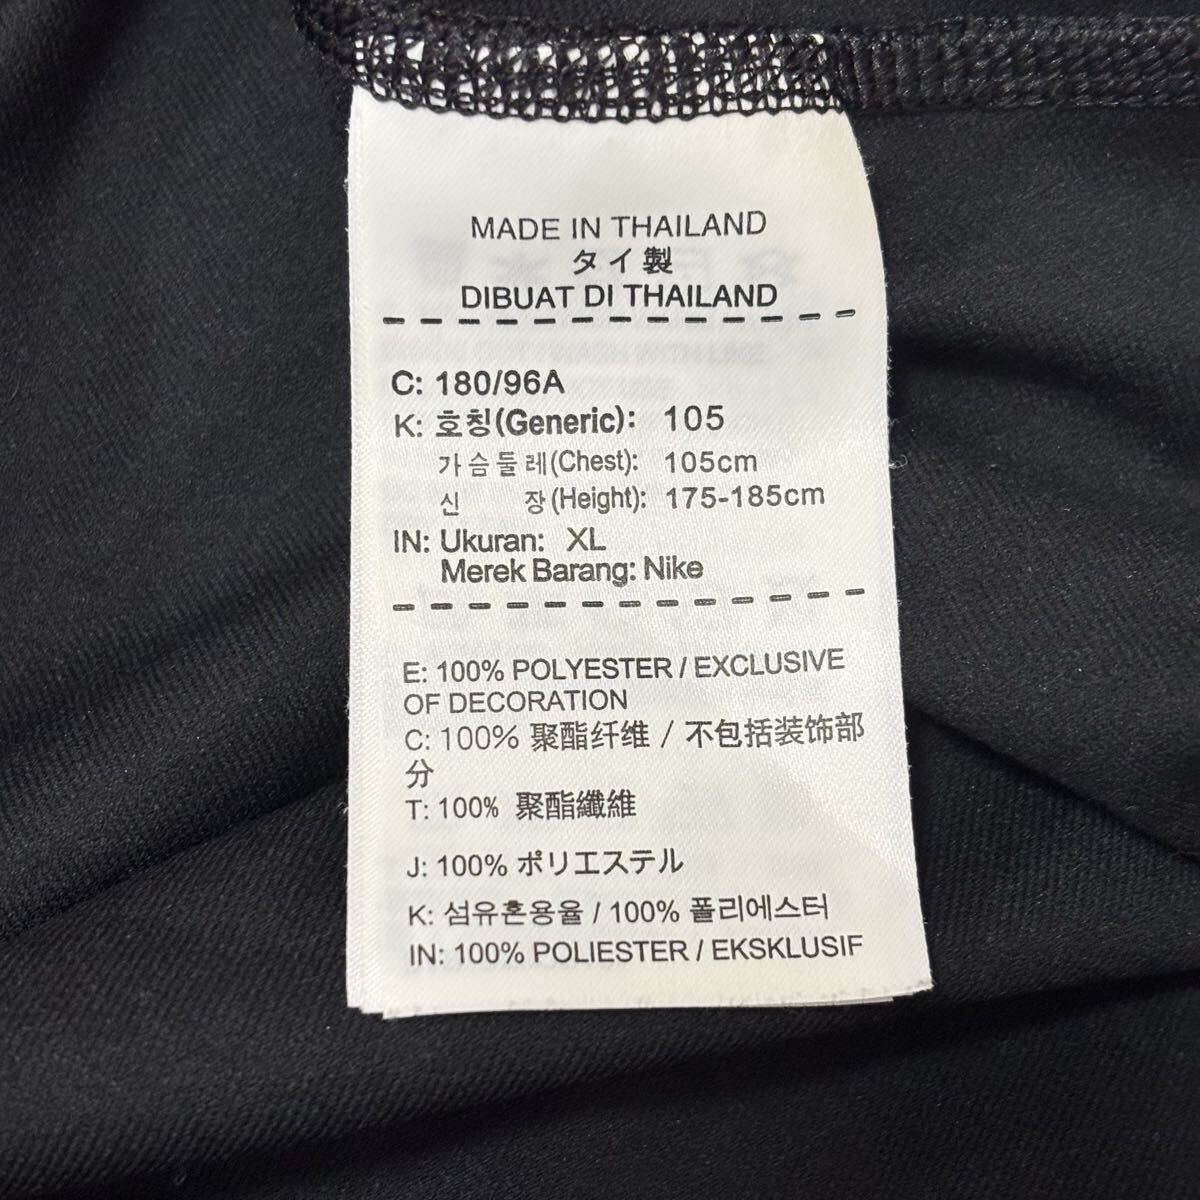 MADE IN THAILAND
タイ製
DIBUAT DI THAILAND
C: 180/96A
K: 호칭(Generic): 105
가슴둘레(Chest): 105cm
신 장(Height): 175-185cm
IN: Ukuran: XL
Merek Barang: Nike
E: 100% POLYESTER / EXCLUSIVE
OF DECORATION
C: 100% 聚酯纤维 / 不包括装饰部
分
T: 100% 聚酯纖維
J: 100% ポリエステル
K: 섬유혼용율 / 100% 폴리에스터
IN: 100% POLIESTER / EKSKLUSIF